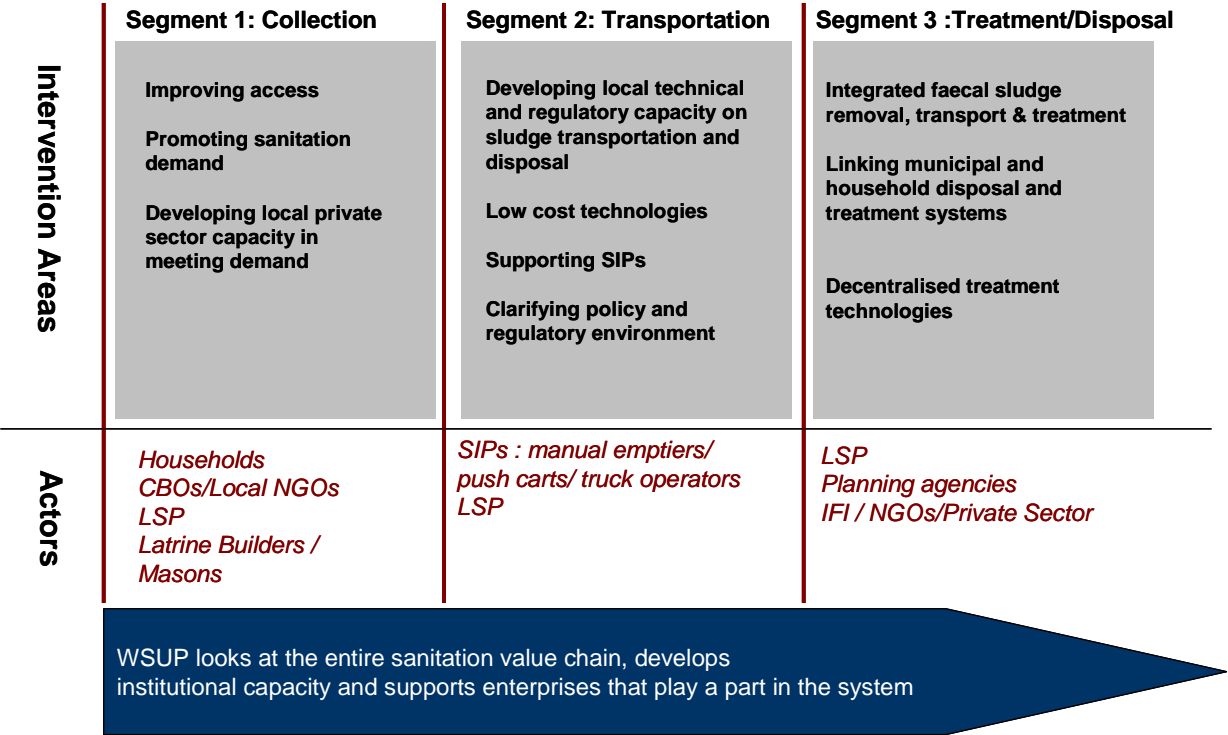 Segment 1: Collection
Segment 2: Transportation
Segment 3 :Treatment/Disposal
Intervention Areas
Improving access
Promoting sanitation
demand
Developing local private
sector capacity in
meeting demand
Developing local technical
and regulatory capacity on
sludge transportation and
disposal
Low cost technologies
Supporting SIPs
Clarifying policy and
regulatory environment
Integrated faecal sludge
removal, transport & treatment
Linking municipal and
household disposal and
treatment systems
Decentralised treatment
technologies
Actors
Households
CBOs/Local NGOs
LSP
Latrine Builders /
Masons
SIPs : manual emptiers/
push carts/ truck operators
LSP
LSP
Planning agencies
IFI / NGOs/Private Sector
WSUP looks at the entire sanitation value chain, develops
institutional capacity and supports enterprises that play a part in the system